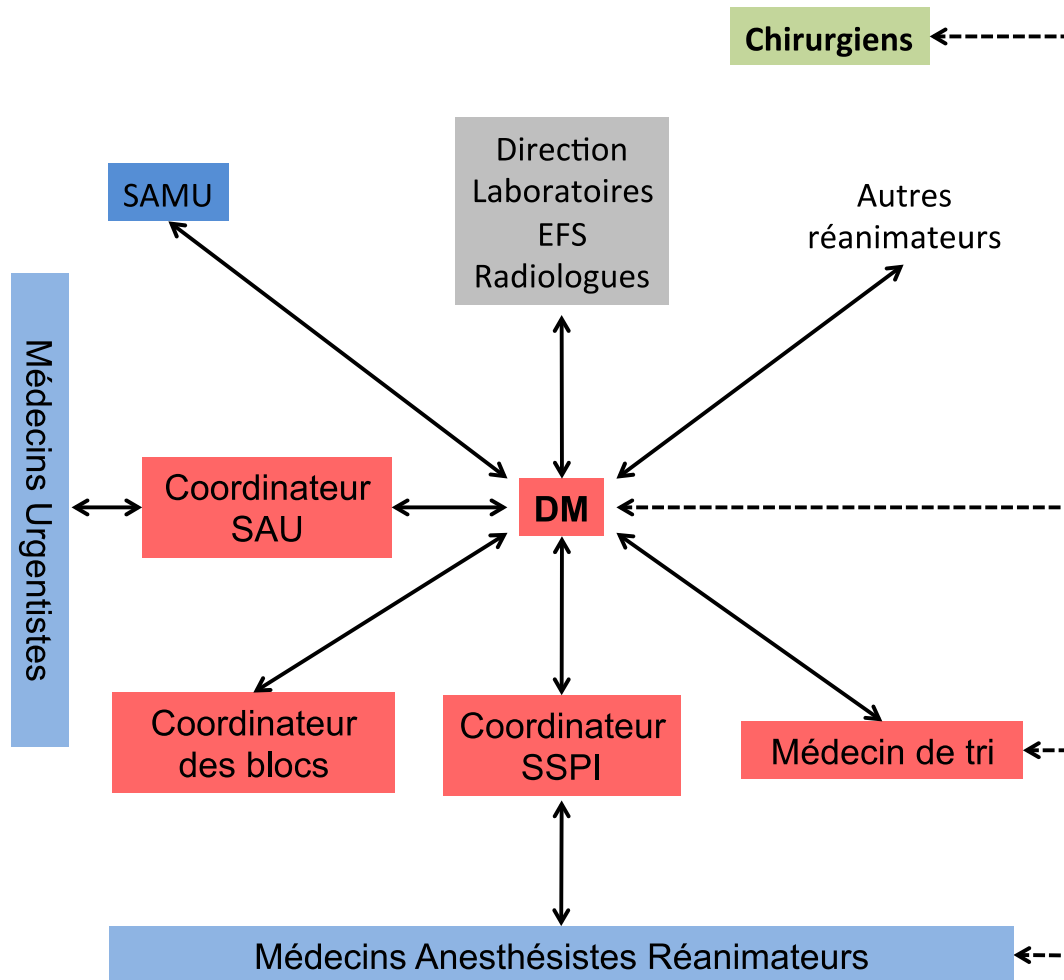 Chirurgiens
Direction
Laboratoires
EFS
Radiologues
SAMU
Autres
réanimateurs
Médecins Urgentistes
Coordinateur
SAU
DM
Coordinateur
des blocs
Coordinateur
SSPI
Médecin de tri
Médecins Anesthésistes Réanimateurs